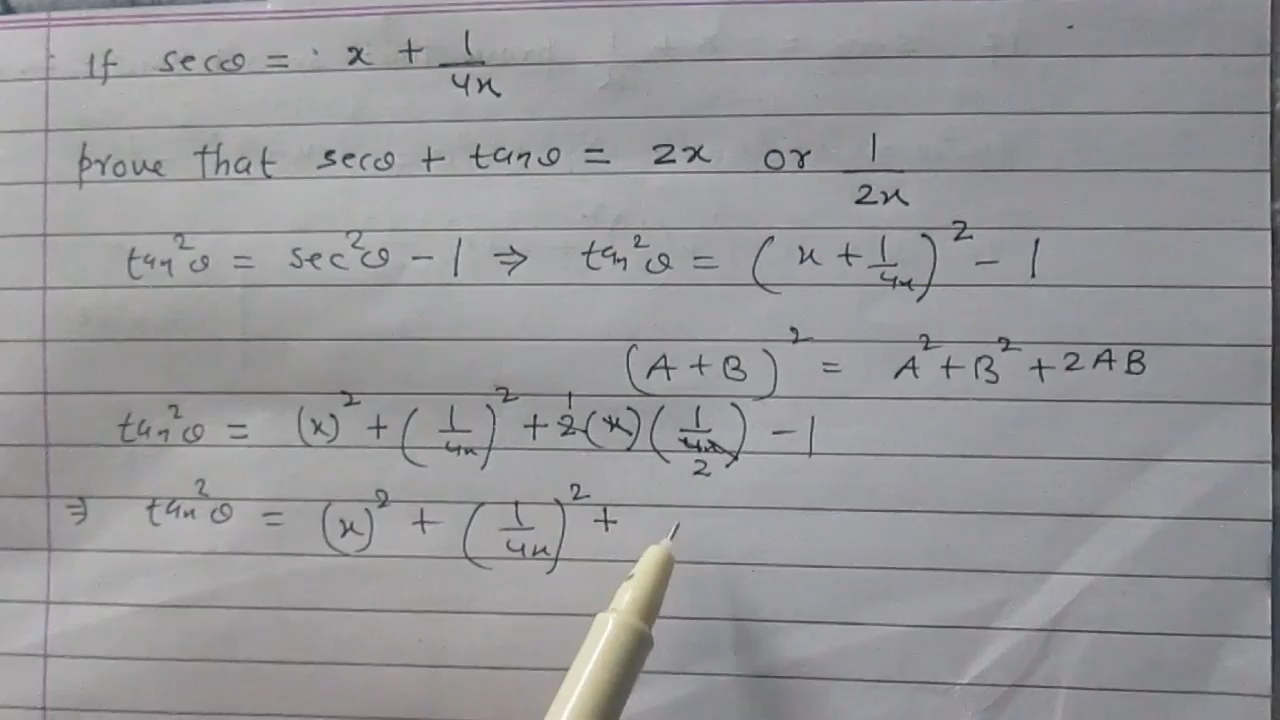 If secθ = x + 1/4x
prove that secθ + tanθ = 2x or 1/2x
tan²θ = sec²θ - 1 ⇒ tan²θ = (x + 1/4x)² - 1
(A + B)² = A² + B² + 2AB
tan²θ = (x)² + (1/4x)² + 2(x)(1/4x) - 1
⇒ tan²θ = (x)² + (1/4x)² +